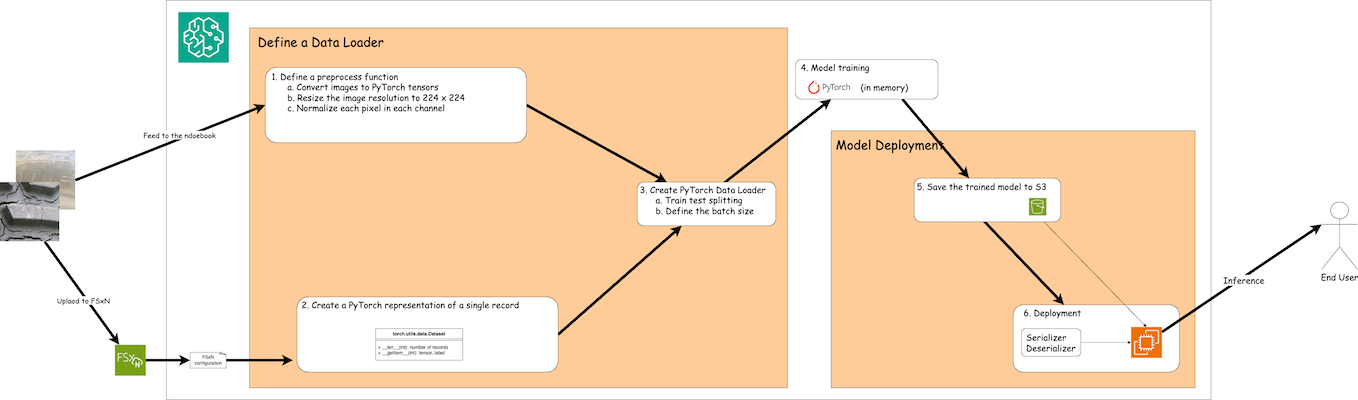 Define a Data Loader
1. Define a preprocess function
a. Convert images to PyTorch tensors
b. Resize the image resolution to 224 x 224
c. Normalize each pixel in each channel
4. Model training
PyTorch (in memory)
Feed to the ndoebook
Model Deployment
3. Create PyTorch Data Loader
a. Train test splitting
b. Define the batch size
5. Save the trained model to S3
Uplaod to FSxN
2. Create a PyTorch representation of a single record
torch.utils.data.Dataset
+ __len__(int): number of records
+ __getitem__(int): tensor, label
FSxN
FSxN
configuration
6. Deployment
Serializer
Deserializer
Inference
End User